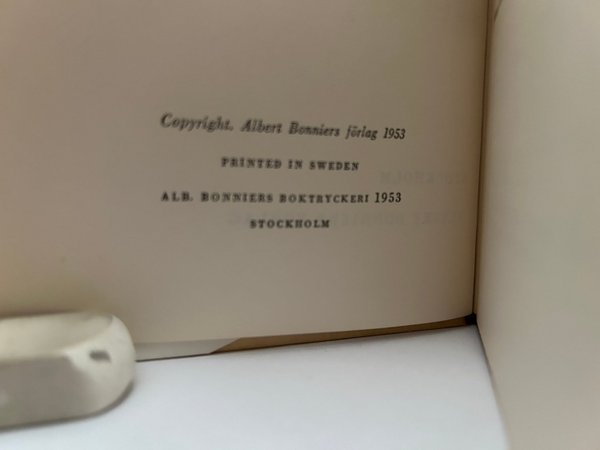 Copyright. Albert Bonniers förlag 1953
PRINTED IN SWEDEN
ALB. BONNIERS BOKTRYCKERI 1953
STOCKHOLM